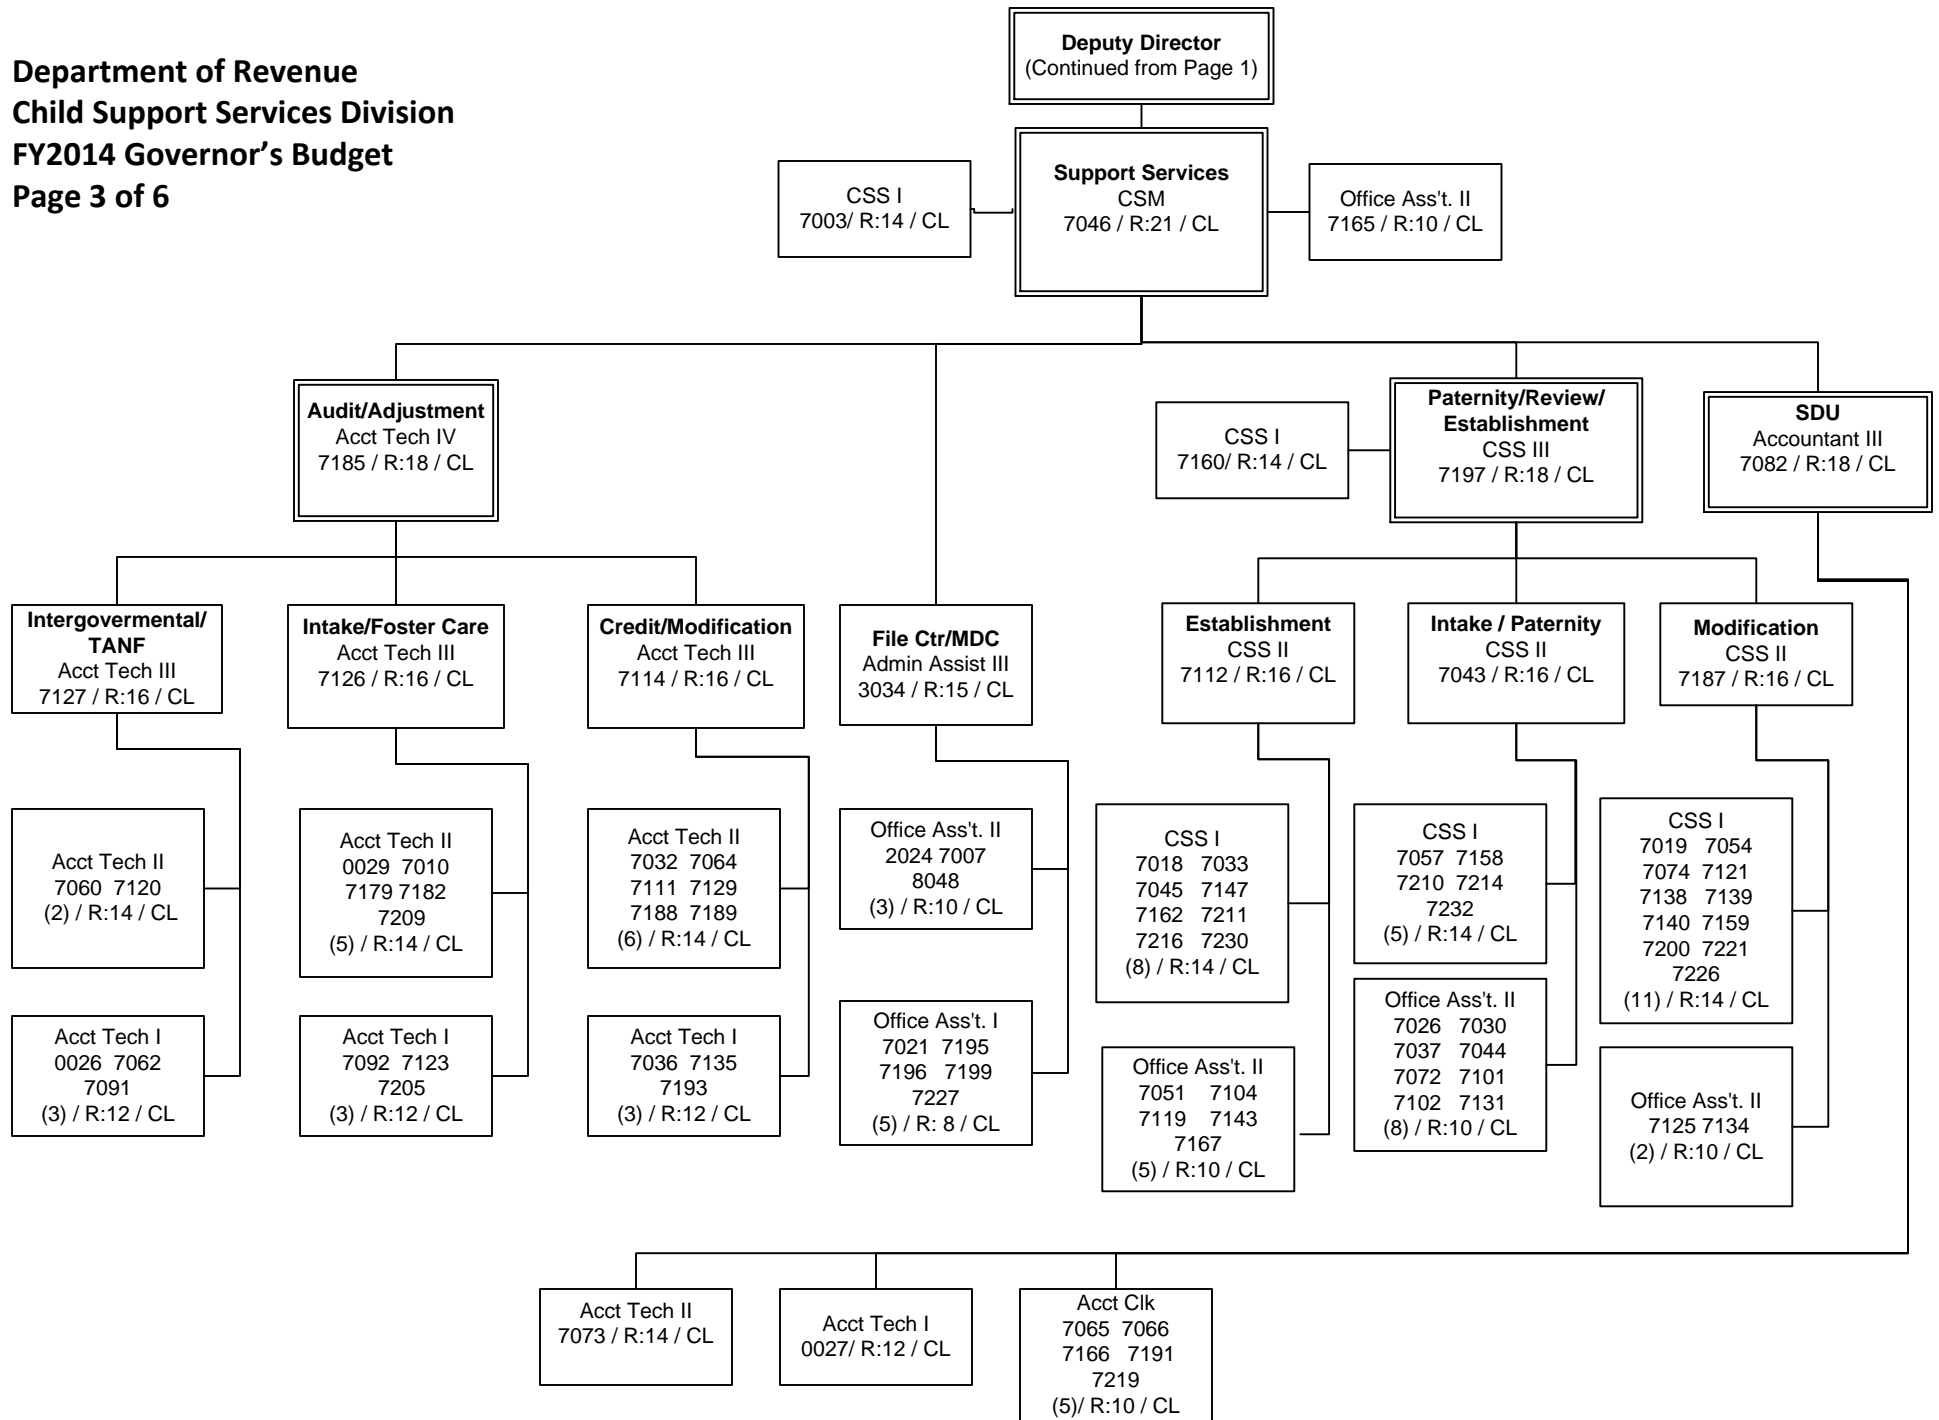 Department of Revenue
Child Support Services Division
FY2014 Governor's Budget
Page 3 of 6
Deputy Director
(Continued from Page 1)
CSS I
7003/ R:14 / CL
Support Services
CSM
7046 / R:21 / CL
Office Ass't. II
7165 / R:10 / CL
Audit/Adjustment
Acct Tech IV
7185 / R:18 / CL
CSS I
7160/ R:14 / CL
Paternity/Review/
Establishment
CSS III
7197 / R:18 / CL
SDU
Accountant III
7082 / R:18 / CL
Intergovermental/
TANF
Acct Tech III
7127 / R:16 / CL
Intake/Foster Care
Acct Tech III
7126 / R:16 / CL
Credit/Modification
Acct Tech III
7114 / R:16 / CL
File Ctr/MDC
Admin Assist III
3034 / R:15 / CL
Establishment
CSS II
7112 / R:16 / CL
Intake / Paternity
CSS II
7043 / R:16 / CL
Modification
CSS II
7187 / R:16 / CL
Acct Tech II
7060 7120
(2) / R:14 / CL
Acct Tech II
0029 7010
7179 7182
7209
(5) / R:14 / CL
Acct Tech II
7032 7064
7111 7129
7188 7189
(6) / R:14 / CL
Office Ass't. II
2024 7007
8048
(3) / R:10 / CL
CSS I
7018 7033
7045 7147
7162 7211
7216 7230
(8) / R:14 / CL
CSS I
7057 7158
7210 7214
7232
(5) / R:14 / CL
CSS I
7019 7054
7074 7121
7138 7139
7140 7159
7200 7221
7226
(11) / R:14 / CL
Acct Tech I
0026 7062
7091
(3) / R:12 / CL
Acct Tech I
7092 7123
7205
(3) / R:12 / CL
Acct Tech I
7036 7135
7193
(3) / R:12 / CL
Office Ass't. I
7021 7195
7196 7199
7227
(5) / R: 8 / CL
Office Ass't. II
7051 7104
7119 7143
7167
(5) / R:10 / CL
Office Ass't. II
7026 7030
7037 7044
7072 7101
7102 7131
(8) / R:10 / CL
Office Ass't. II
7125 7134
(2) / R:10 / CL
Acct Tech II
7073 / R:14 / CL
Acct Tech I
0027/ R:12 / CL
Acct Clk
7065 7066
7166 7191
7219
(5)/ R:10 / CL